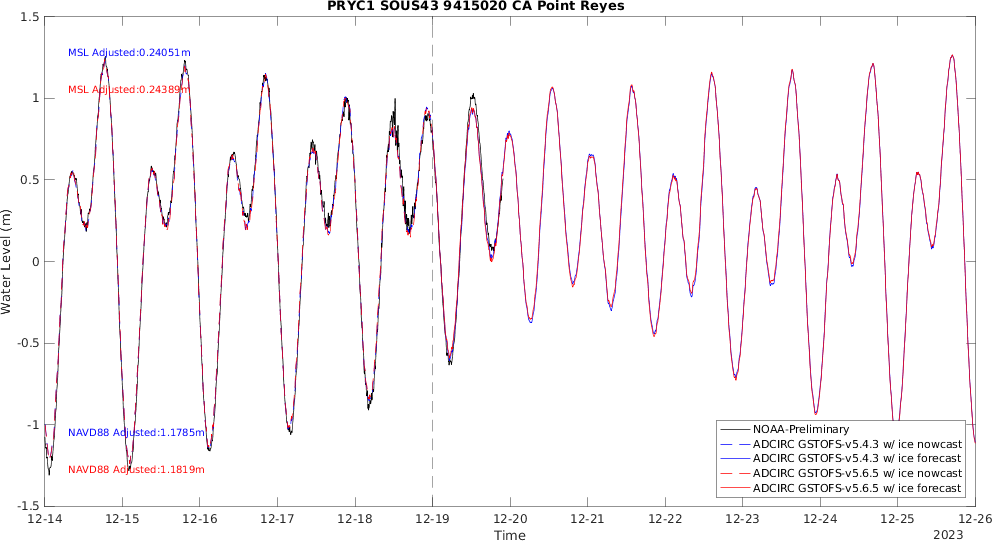 PRYC1 SOUS43 9415020 CA Point Reyes
1.5
1
0.5
0
-0.5
-1
-1.5
Water Level (m)
MSL Adjusted:0.24051m
MSL Adjusted:0.24389m
NAVD88 Adjusted:1.1785m
NAVD88 Adjusted:1.1819m
NOAA-Preliminary
ADCIRC GSTOFS-v5.4.3 w/ ice nowcast
ADCIRC GSTOFS-v5.4.3 w/ ice forecast
ADCIRC GSTOFS-v5.6.5 w/ ice nowcast
ADCIRC GSTOFS-v5.6.5 w/ ice forecast
12-14 12-15 12-16 12-17 12-18 12-19 12-20 12-21 12-22 12-23 12-24 12-25 12-26
Time
2023